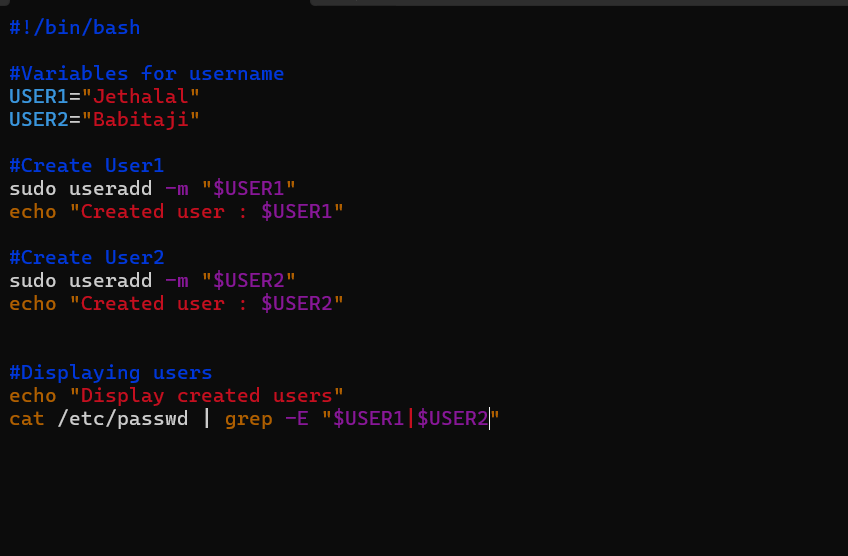 #!/bin/bash
#Variables for username
USER1="Jethalal"
USER2="Babitaji"
#Create User1
sudo useradd -m "$USER1"
echo "Created user : $USER1"
#Create User2
sudo useradd -m "$USER2"
echo "Created user : $USER2"
#Displaying users
echo "Display created users"
cat /etc/passwd | grep -E "$USER1|$USER2"